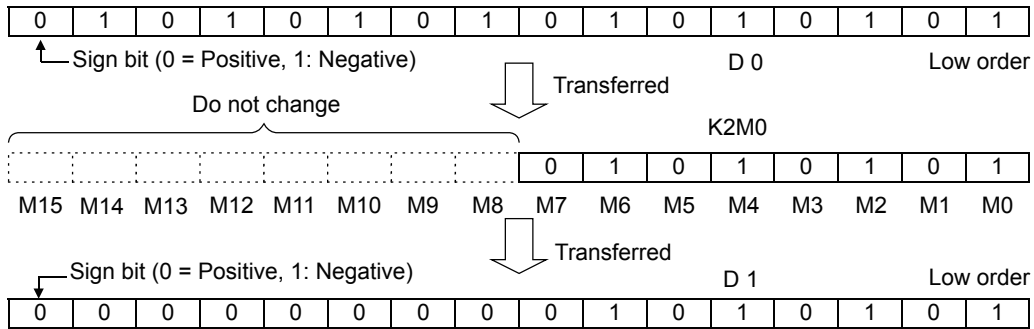 0 1 0 1 0 1 0 1 0 1 0 1 0 1 0 1
Sign bit (0 = Positive, 1: Negative) D 0 Low order
Transferred
Do not change K2M0
0 1 0 1 0 1 0 1
M15 M14 M13 M12 M11 M10 M9 M8 M7 M6 M5 M4 M3 M2 M1 M0
Transferred
Sign bit (0 = Positive, 1: Negative) D 1 Low order
0 0 0 0 0 0 0 0 0 1 0 1 0 1 0 1